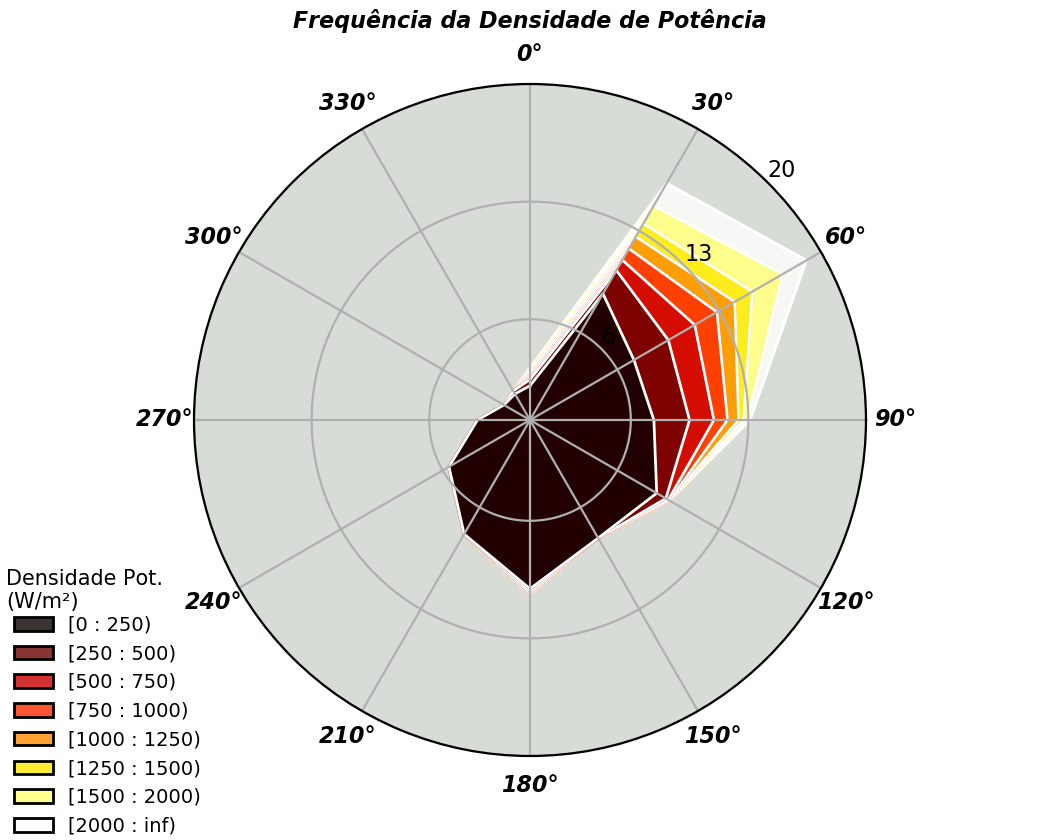 Frequência da Densidade de Potência
0°
330°
30°
20
300°
60°
13
6
270°
90°
240°
120°
210°
150°
180°
Densidade Pot.
(W/m²)
[0 : 250)
[250 : 500)
[500 : 750)
[750 : 1000)
[1000 : 1250)
[1250 : 1500)
[1500 : 2000)
[2000 : inf)